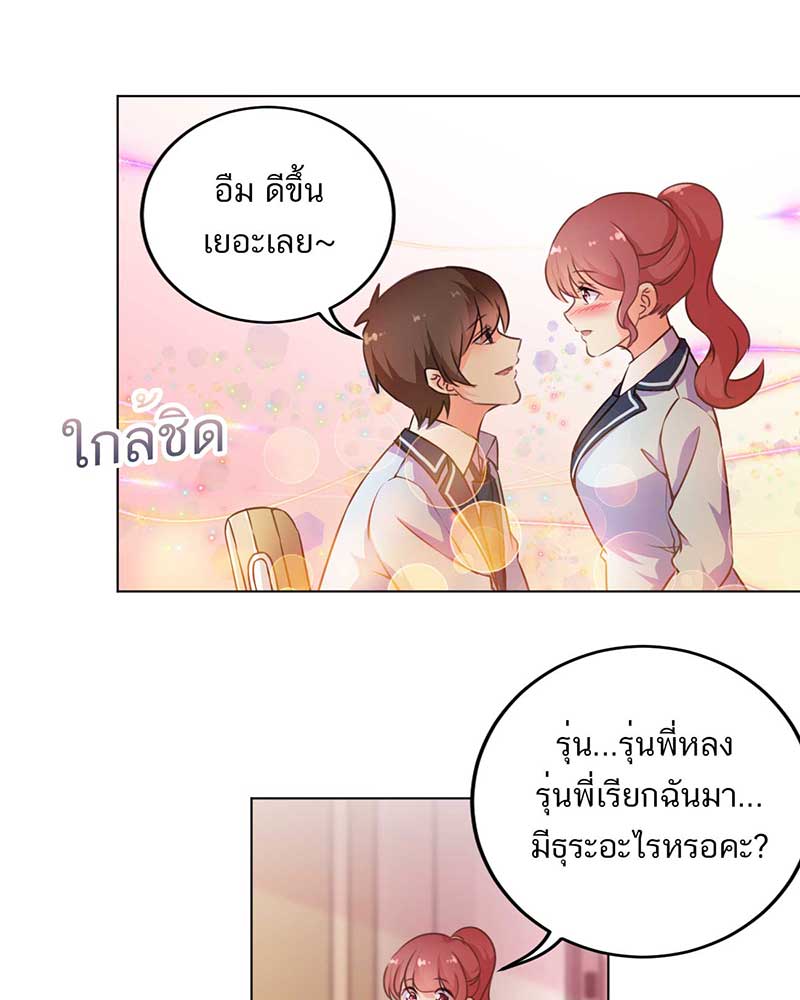 อืม ดีขึ้น
เยอะเลย~
ใกล้ชิด
รุ่น...รุ่นพี่หลง
รุ่นพี่เรียกฉันมา...
มีธุระอะไรหรอคะ?